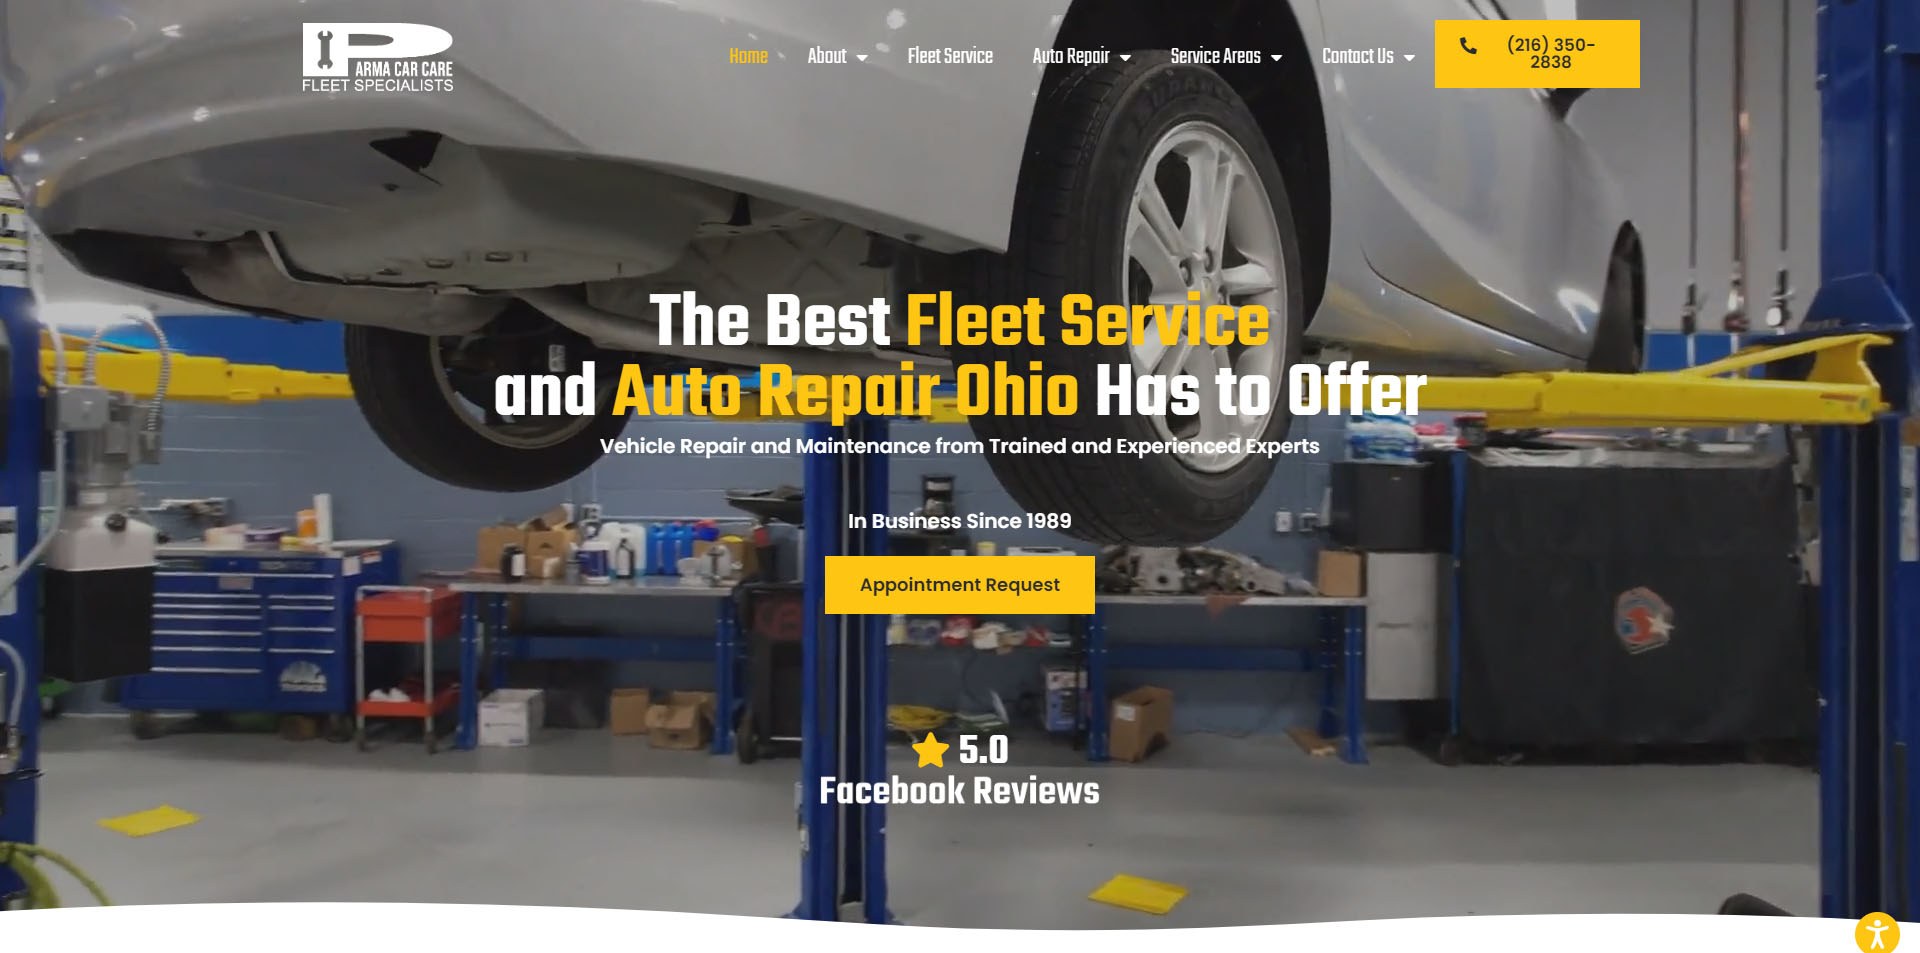 PARMA CAR CARE
FLEET SPECIALISTS
Home
About
Fleet Service
Auto Repair
Service Areas
Contact Us
(216) 350-
2838
The Best Fleet Service
and Auto Repair Ohio Has to Offer
Vehicle Repair and Maintenance from Trained and Experienced Experts
In Business Since 1989
Appointment Request
5.0
Facebook Reviews